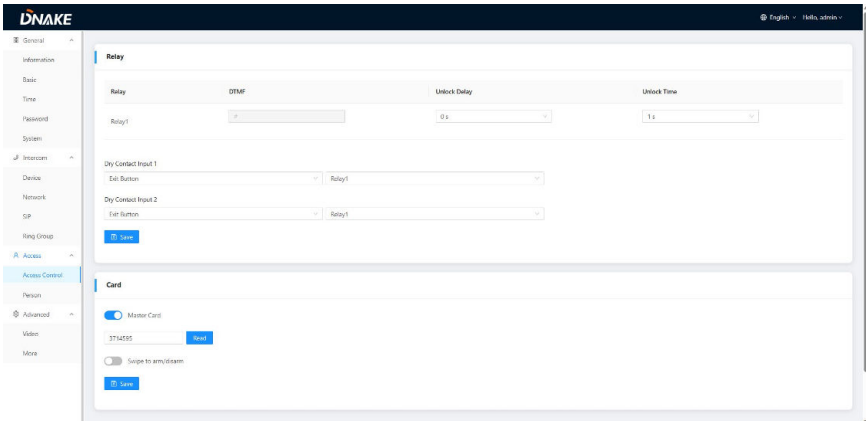 DNAKE
English
Hello, admin
General
Information
Basic
Time
Password
System
Intercom
Device
Network
SIP
Ring Group
Access
Access Control
Person
Advanced
Video
More
Relay
Relay DTMF Unlock Delay Unlock Time
Relay1 0 s 1 s
Dry Contact Input 1
Exit Button Relay1
Dry Contact Input 2
Exit Button Relay1
Save
Card
Master Card
3714595 Read
Swipe to arm/disarm
Save